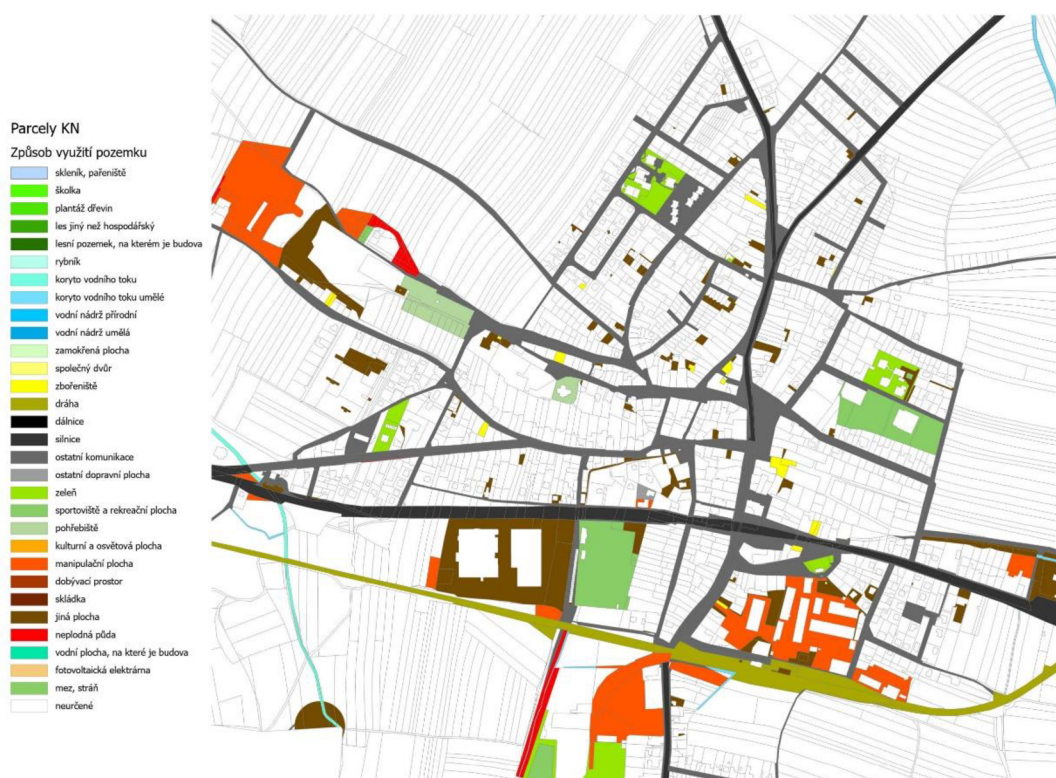 Parcely KN
Způsob využití pozemku
skleník, pařeniště
školka
plantáž dřevin
les jiný než hospodářský
lesní pozemek, na kterém je budova
rybník
koryto vodního toku
koryto vodního toku umělé
vodní nádrž přírodní
vodní nádrž umělá
zamokřená plocha
společný dvůr
zbořeniště
dráha
dálnice
silnice
ostatní komunikace
ostatní dopravní plocha
zeleň
sportoviště a rekreační plocha
pohřebiště
kulturní a osvětová plocha
manipulační plocha
dobývací prostor
skládka
jiná plocha
neplodná půda
vodní plocha, na které je budova
fotovoltaická elektrárna
mez, stráň
neurčené